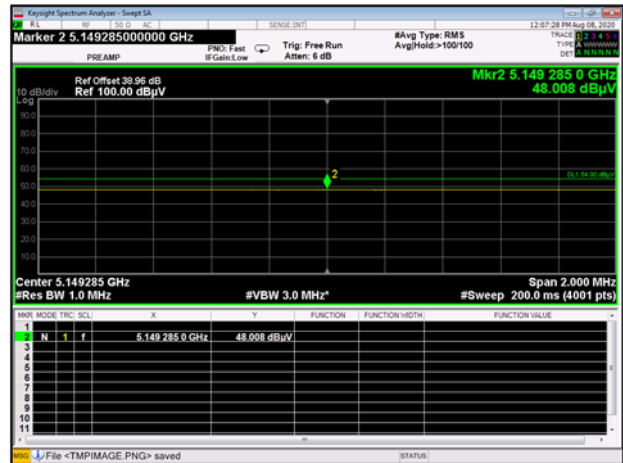 Keysight Spectrum Analyzer - Swept SA
RL RF 50 Ω AC SENSE:INT 12:07:28 PM Aug 08, 2020
Marker 2 5.149285000000 GHz
#Avg Type: RMS
TRACE 1 2 3 4 5 6
PNO: Fast Trig: Free Run Avg|Hold:>100/100
TYPE A WWWWW
PREAMP IFGain:Low Atten: 6 dB
DET A N N N N N
Mkr2 5.149 285 0 GHz
48.008 dBµV
Ref Offset 38.96 dB
10 dB/div Ref 100.00 dBµV
Log
90.0
80.0
70.0
60.0
2
DL1 54.00 dBµV
50.0
40.0
30.0
20.0
10.0
Center 5.149285 GHz Span 2.000 MHz
#Res BW 1.0 MHz #VBW 3.0 MHz* #Sweep 200.0 ms (4001 pts)
MKR MODE TRC SCL X Y FUNCTION FUNCTION WIDTH FUNCTION VALUE
1
2 N 1 f 5.149 285 0 GHz 48.008 dBµV
3
4
5
6
7
8
9
10
11
MSG File <TMPIMAGE.PNG> saved STATUS